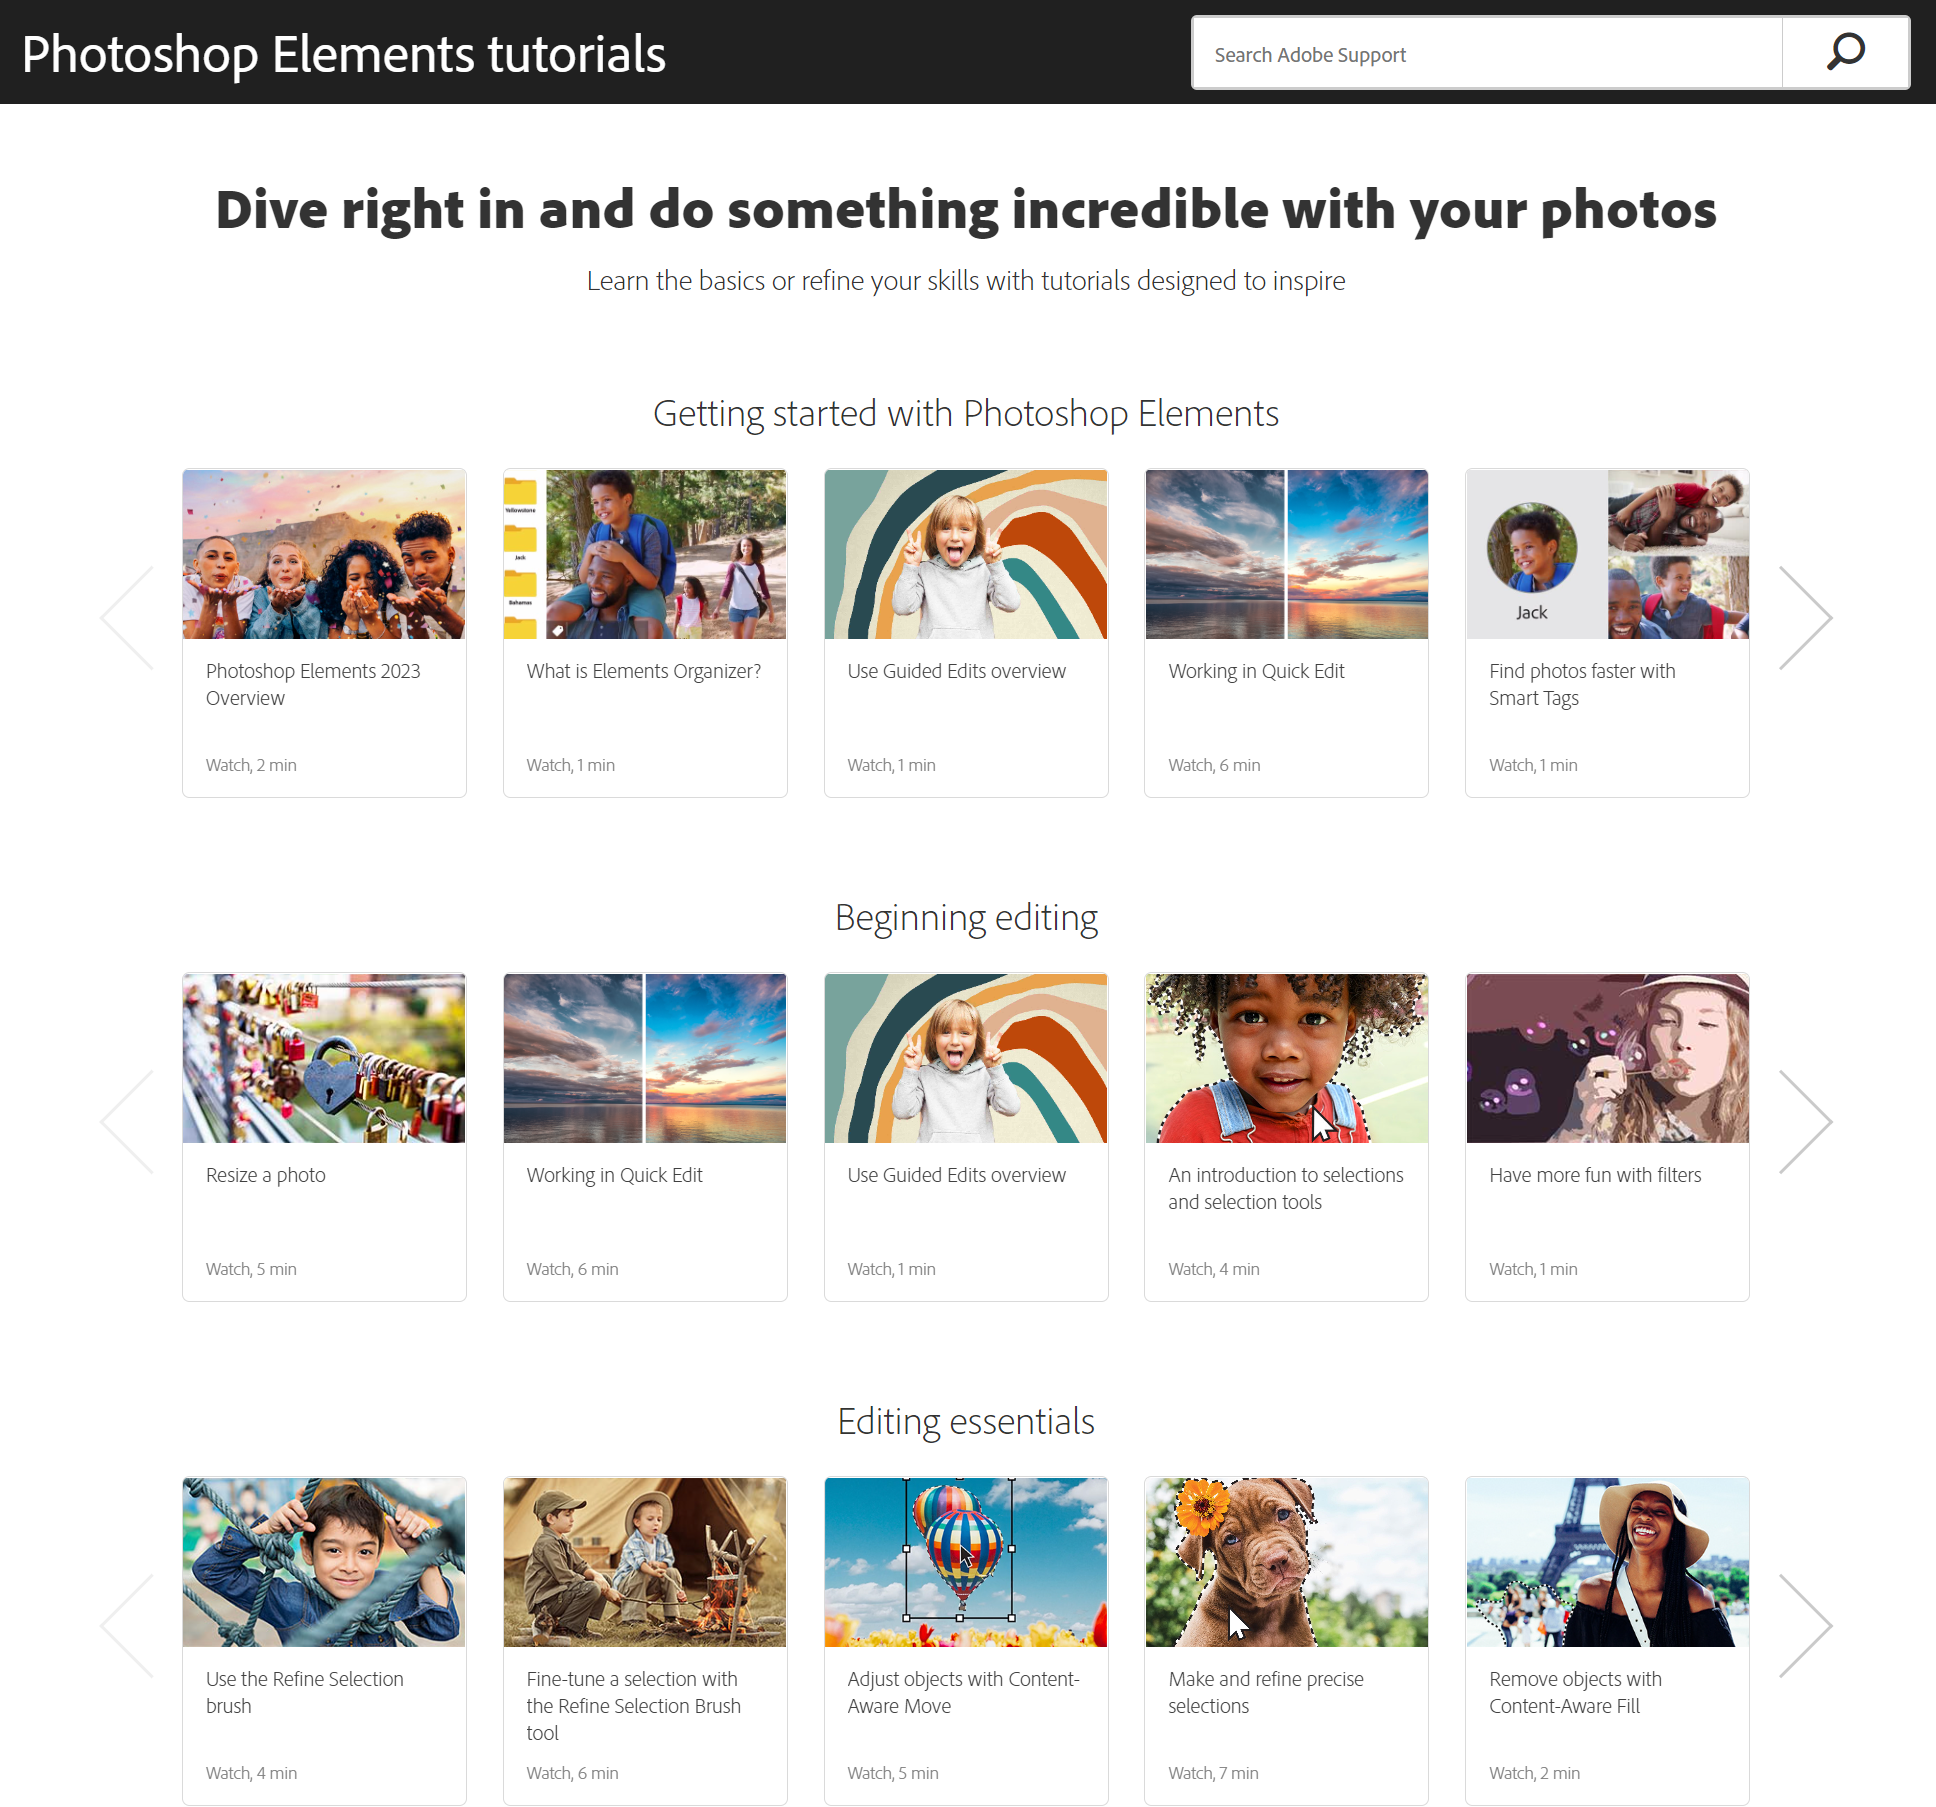 Photoshop Elements tutorials
Search Adobe Support
Dive right in and do something incredible with your photos
Learn the basics or refine your skills with tutorials designed to inspire
Getting started with Photoshop Elements
Yellowstone
Jack
Bahamas
Jack
Photoshop Elements 2023
Overview
Watch, 2 min
What is Elements Organizer?
Watch, 1 min
Use Guided Edits overview
Watch, 1 min
Working in Quick Edit
Watch, 6 min
Find photos faster with
Smart Tags
Watch, 1 min
Beginning editing
Resize a photo
Watch, 5 min
Working in Quick Edit
Watch, 6 min
Use Guided Edits overview
Watch, 1 min
An introduction to selections
and selection tools
Watch, 4 min
Have more fun with filters
Watch, 1 min
Editing essentials
Use the Refine Selection
brush
Watch, 4 min
Fine-tune a selection with
the Refine Selection Brush
tool
Watch, 6 min
Adjust objects with Content-
Aware Move
Watch, 5 min
Make and refine precise
selections
Watch, 7 min
Remove objects with
Content-Aware Fill
Watch, 2 min